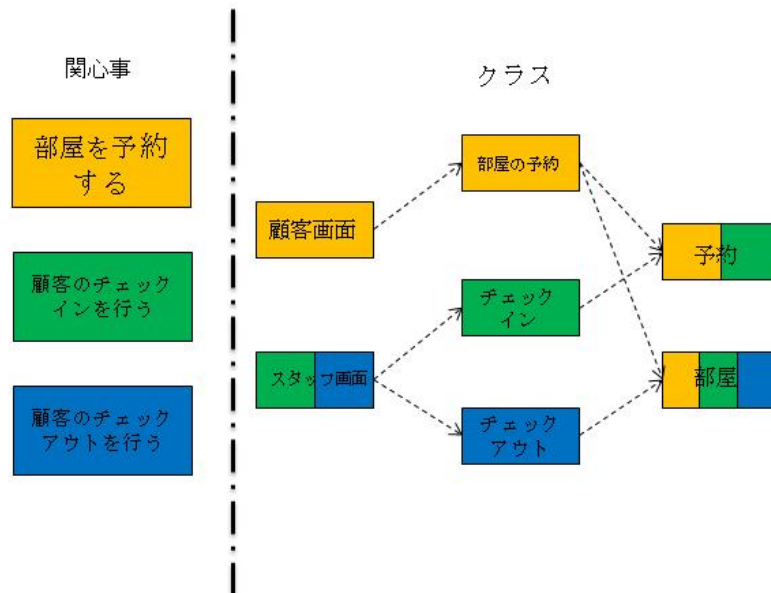 関心事
クラス
部屋を予約
する
顧客のチェック
インを行う
顧客のチェック
アウトを行う
顧客画面
スタッフ画面
部屋の予約
チェック
イン
チェック
アウト
予約
部屋